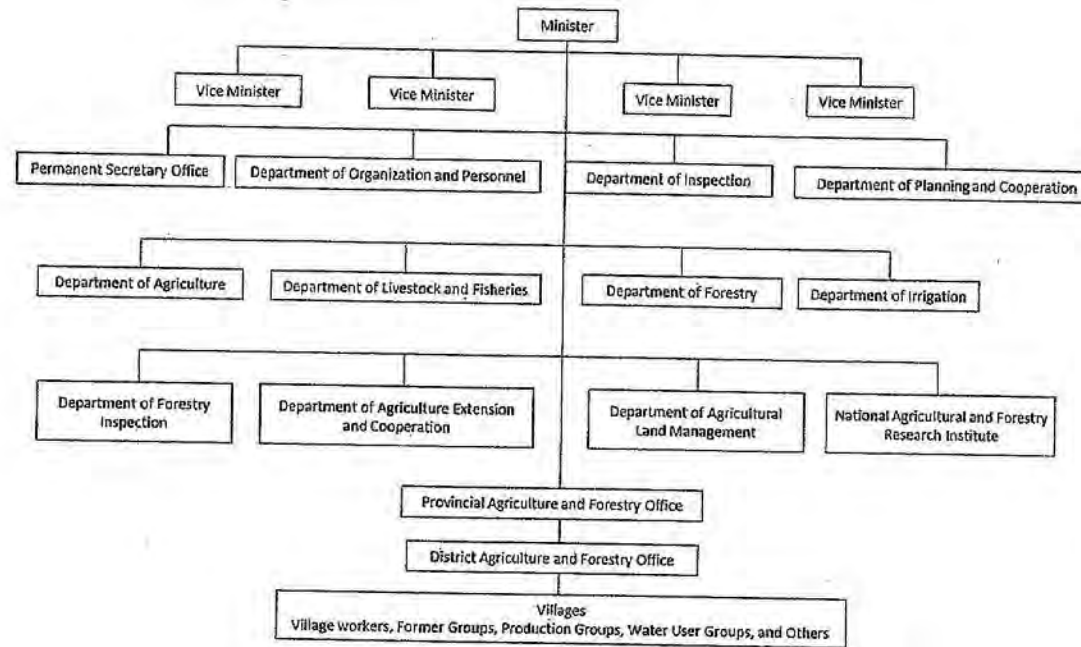 Minister
Vice Minister
Vice Minister
Vice Minister
Vice Minister
Permanent Secretary Office
Department of Organization and Personnel
Department of Inspection
Department of Planning and Cooperation
Department of Agriculture
Department of Livestock and Fisheries
Department of Forestry
Department of Irrigation
Department of Forestry
Inspection
Department of Agriculture Extension
and Cooperation
Department of Agricultural
Land Management
National Agricultural and Forestry
Research Institute
Provincial Agriculture and Forestry Office
District Agriculture and Forestry Office
Villages
Village workers, Former Groups, Production Groups, Water User Groups, and Others